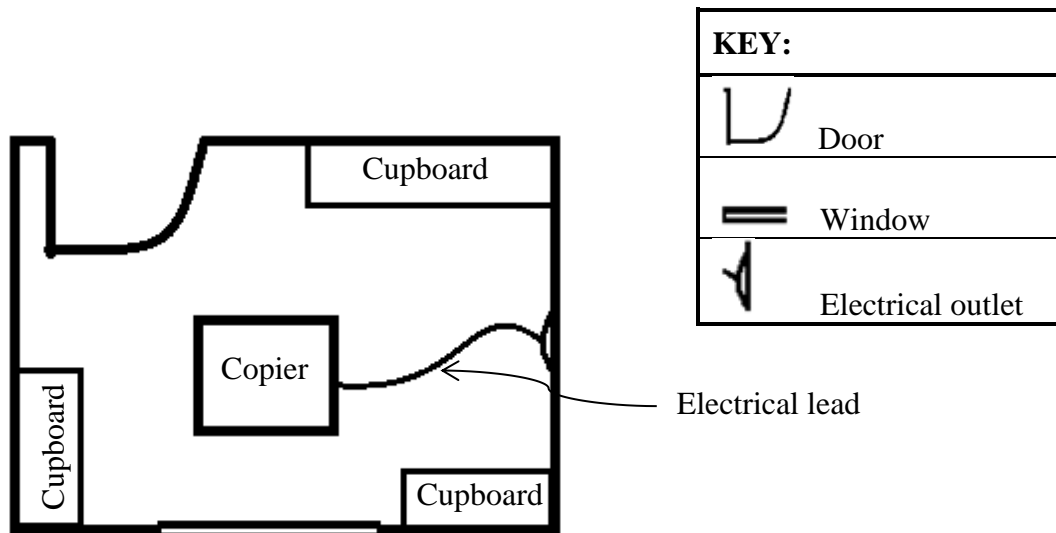 KEY:
Door
Window
Electrical outlet
Cupboard
Copier
Electrical lead
Cupboard
Cupboard